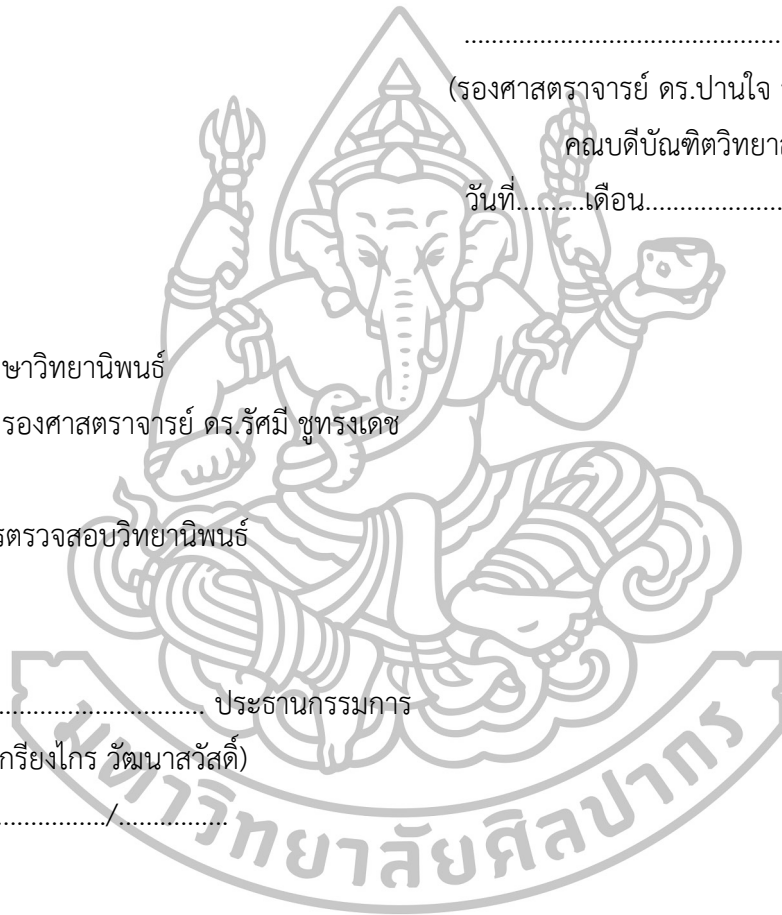 ................................................
(รองศาสตราจารย์ ดร.ปานใจ
คณบดีบัณฑิตวิทยา
วันที่..........เดือน......................
ษาวิทยานิพนธ์
รองศาสตราจารย์ ดร.รัศมี ชูทรงเดช
รตรวจสอบวิทยานิพนธ์
................................ ประธานกรรมการ
เกรียงไกร วัฒนาสวัสดิ์)
................/................
มหาวิทยาลัยศิลปากร